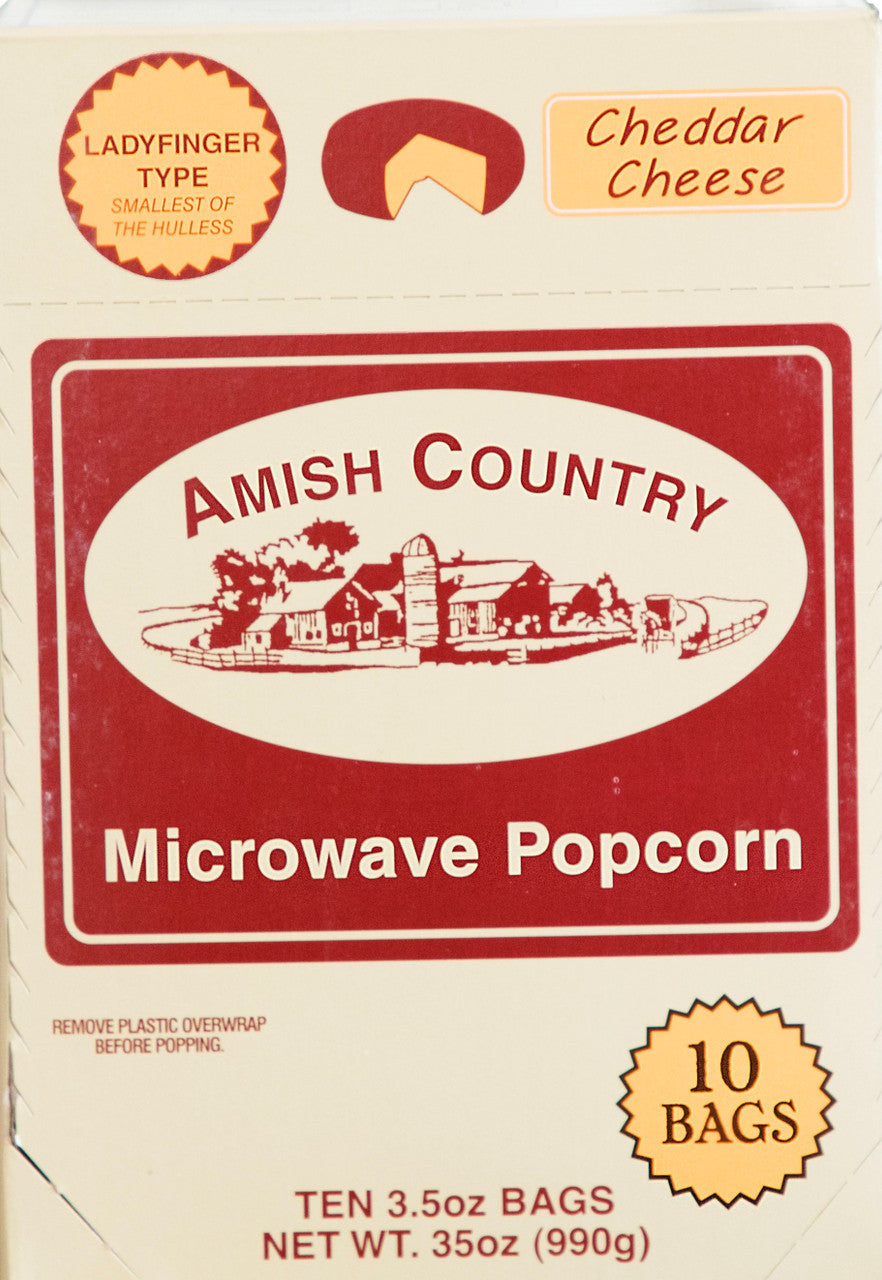 LADYFINGER
TYPE
SMALLEST OF
THE HULLESS
Cheddar
Cheese
AMISH COUNTRY
Microwave Popcorn
REMOVE PLASTIC OVERWRAP
BEFORE POPPING.
10
BAGS
TEN 3.5oz BAGS
NET WT. 35oz (990g)